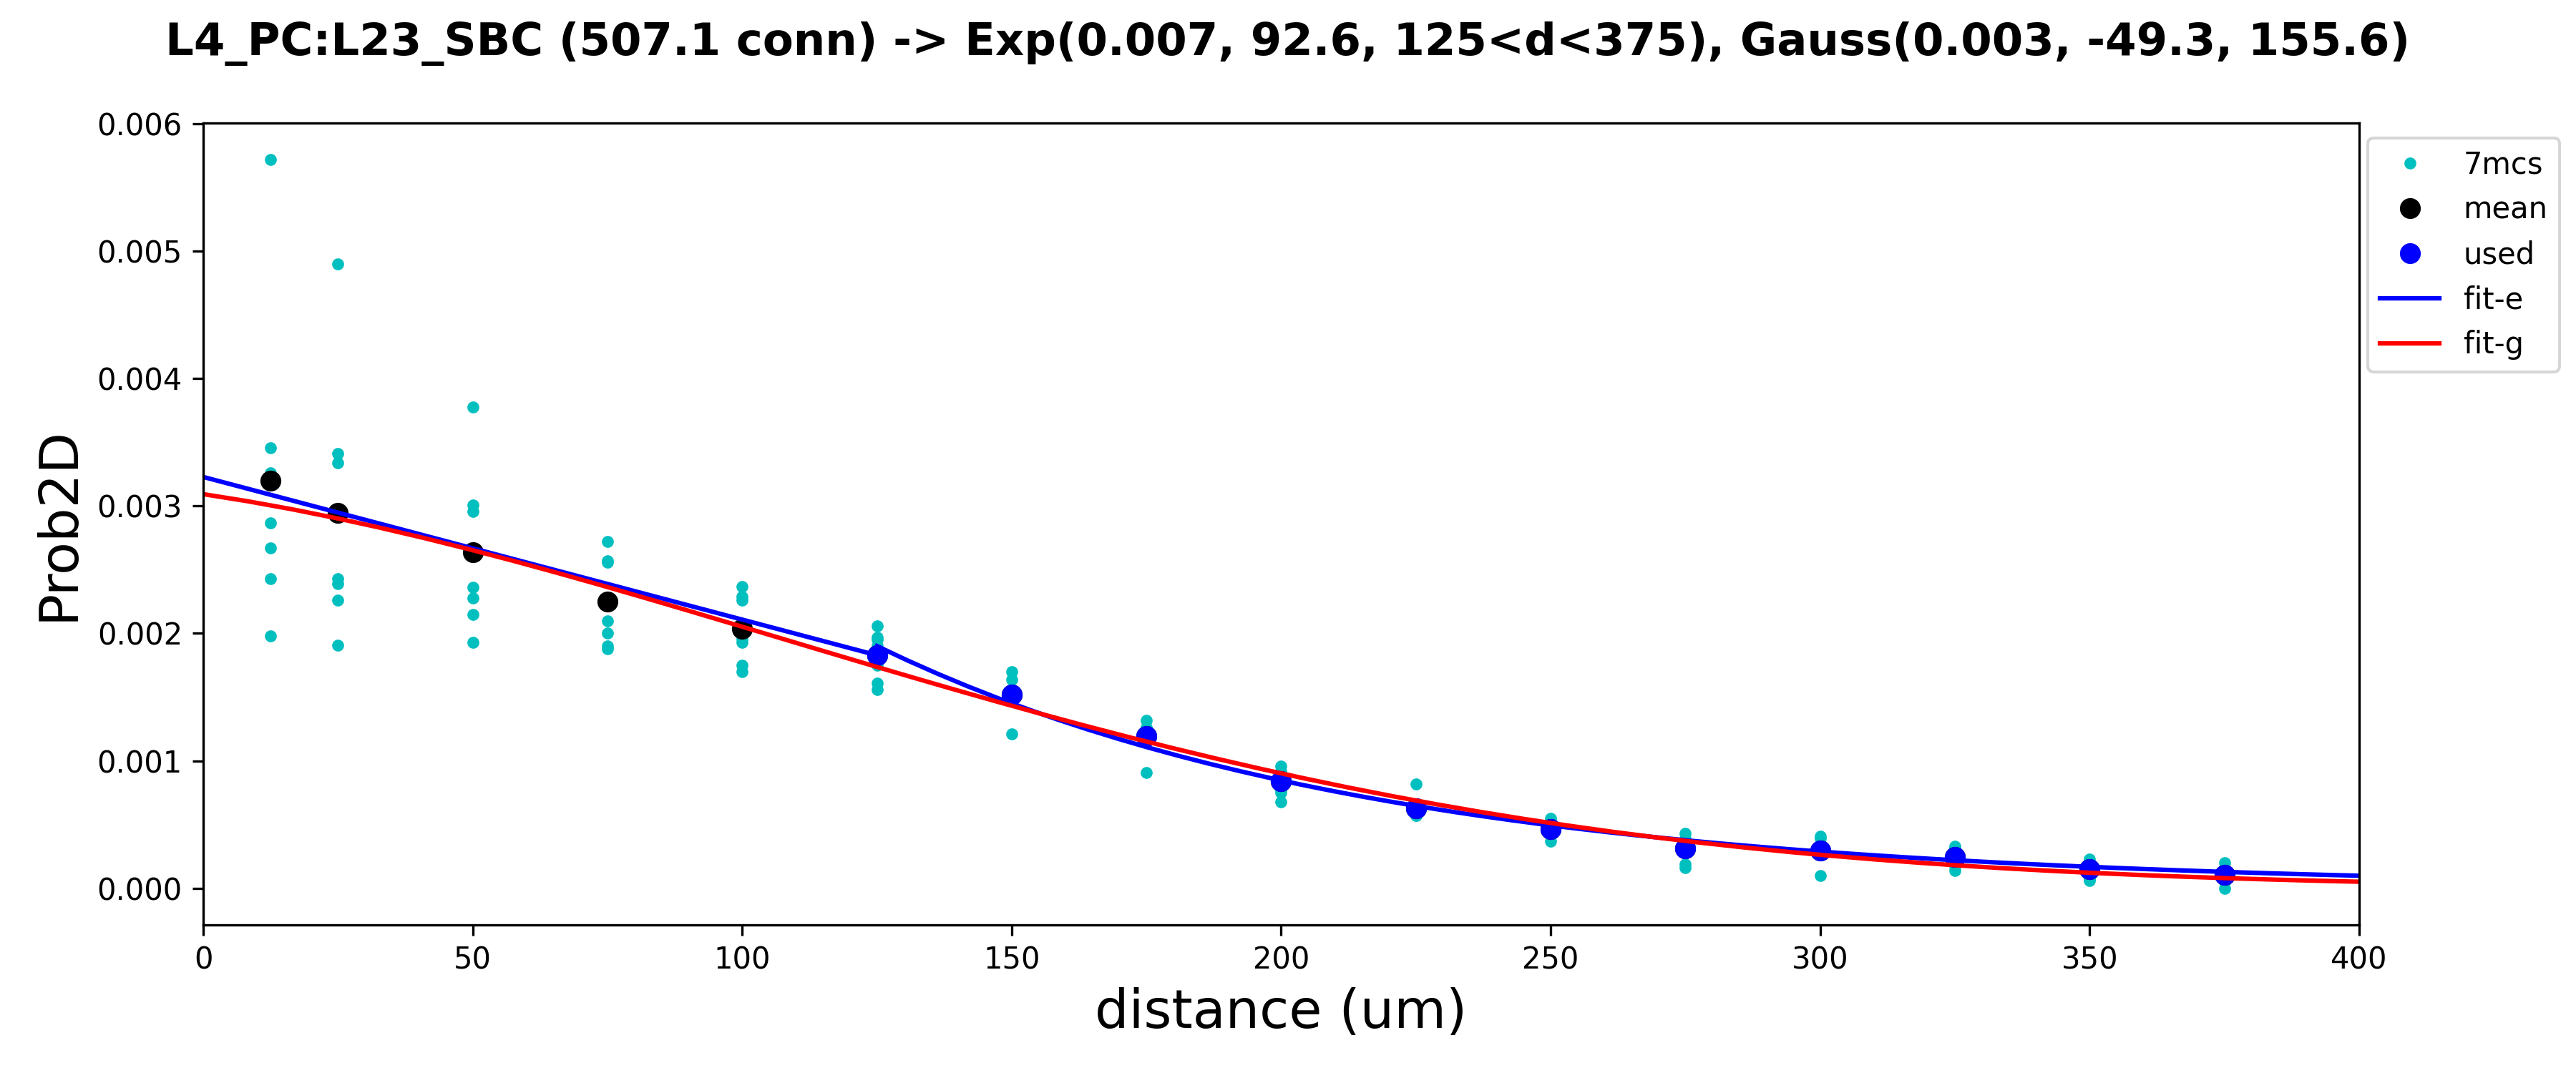 L4_PC:L23_SBC (507.1 conn) -> Exp(0.007, 92.6, 125<d<375), Gauss(0.003, -49.3, 155.6)
0.006
0.005
0.004
0.003
0.002
0.001
0.000
Prob2D
0 50 100 150 200 250 300 350 400
distance (um)
7mcs
mean
used
fit-e
fit-g